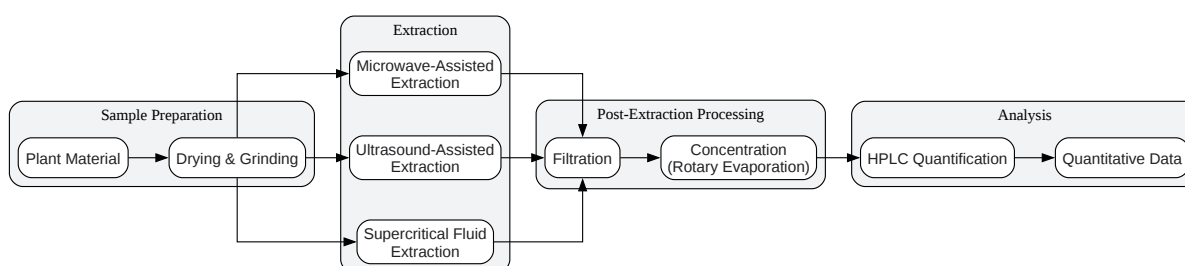 Sample Preparation
Plant Material
Drying & Grinding
Extraction
Microwave-Assisted
Extraction
Ultrasound-Assisted
Extraction
Supercritical Fluid
Extraction
Post-Extraction Processing
Filtration
Concentration
(Rotary Evaporation)
Analysis
HPLC Quantification
Quantitative Data